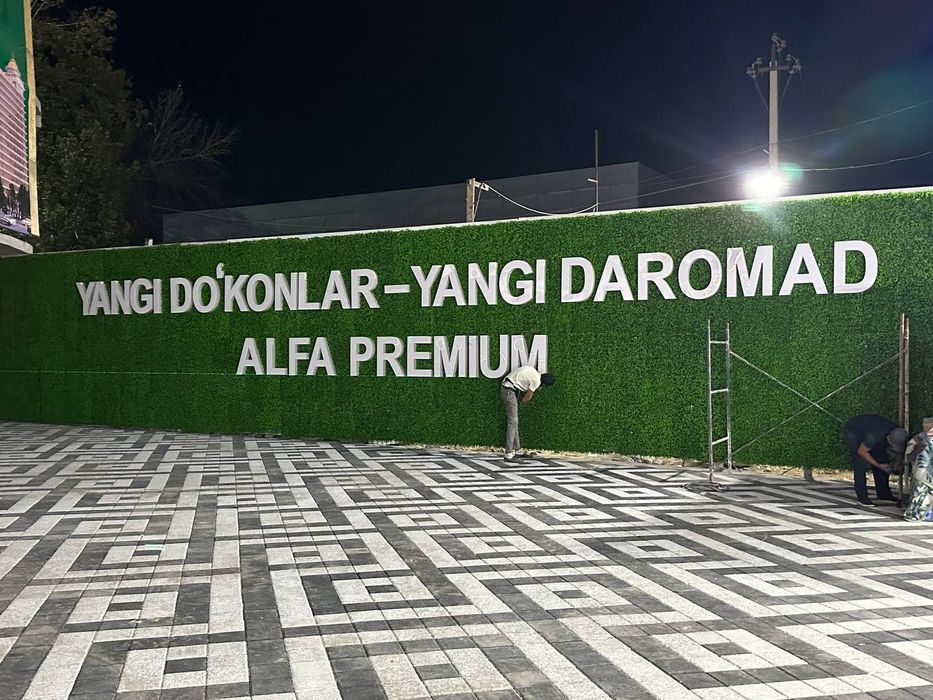 YANGI DO‘KONLAR – YANGI DAROMAD
ALFA PREMIUM